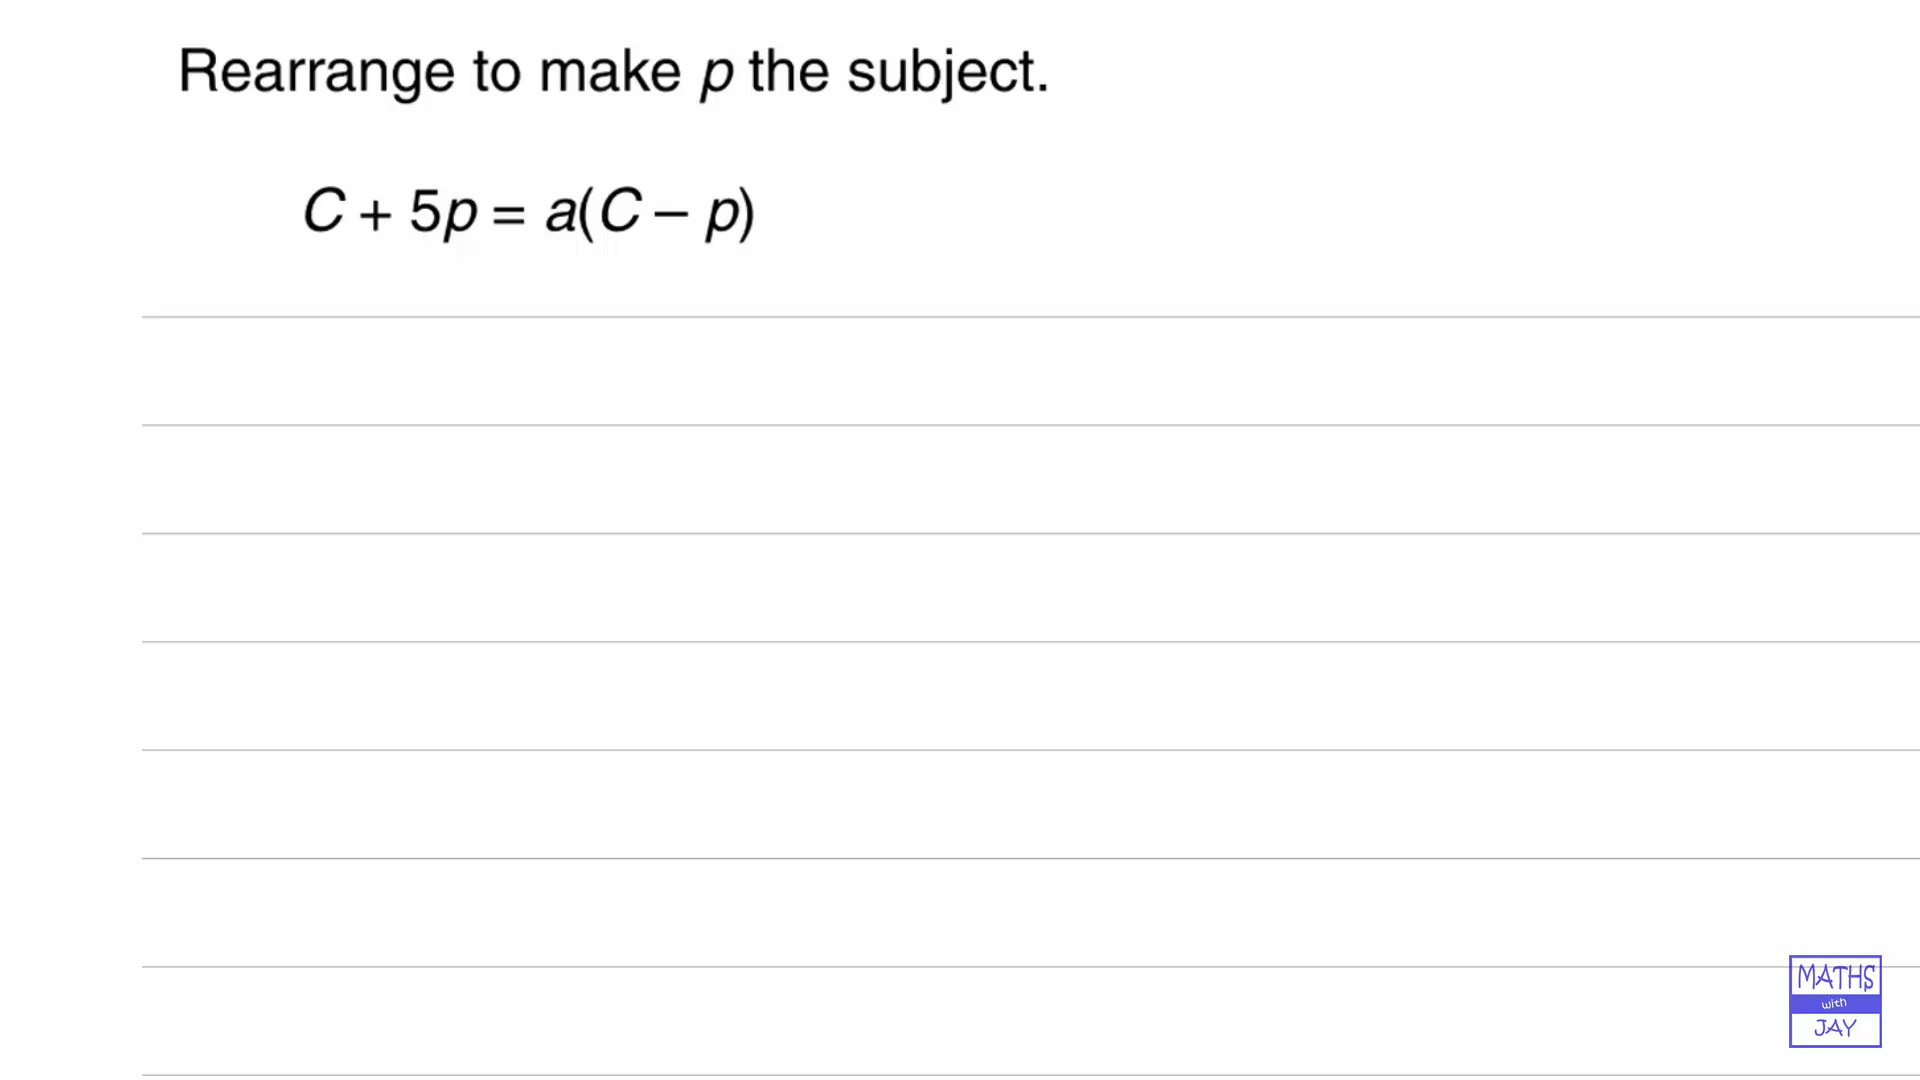 Rearrange to make p the subject.
C + 5p = a(C – p)
MATHS
with
JAY